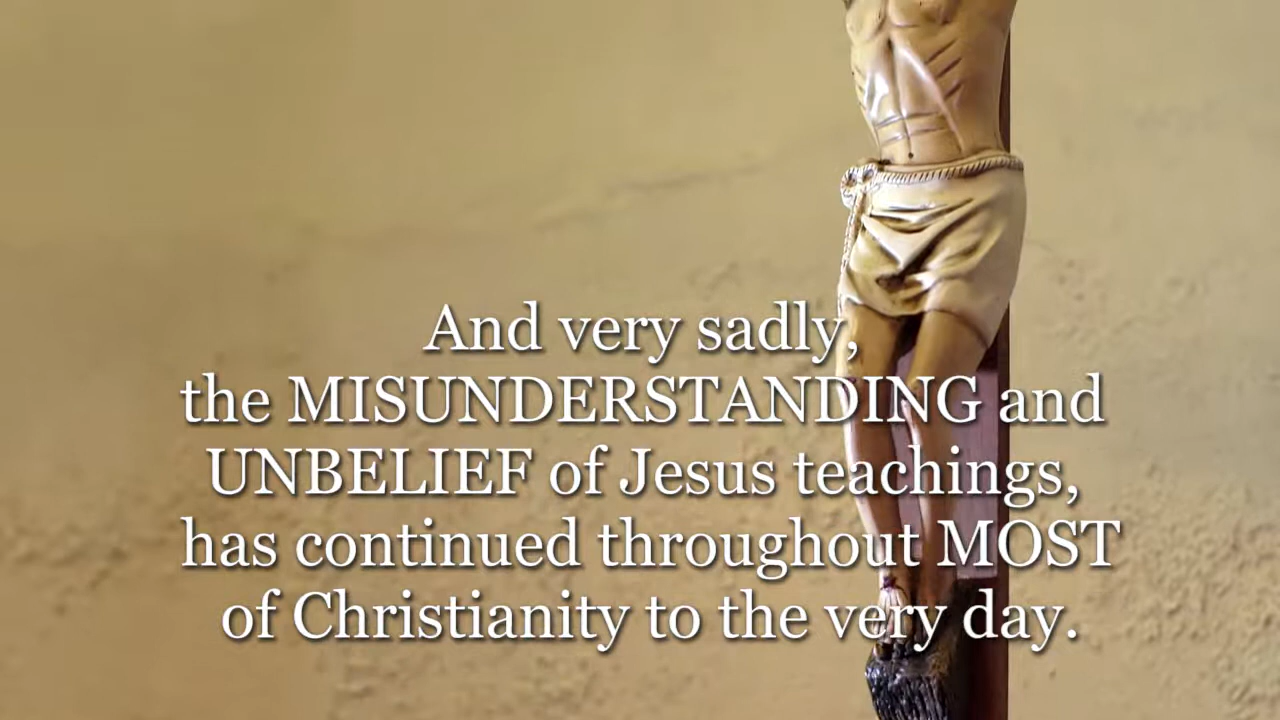 And very sadly,
the MISUNDERSTANDING and
UNBELIEF of Jesus teachings,
has continued throughout MOST
of Christianity to the very day.